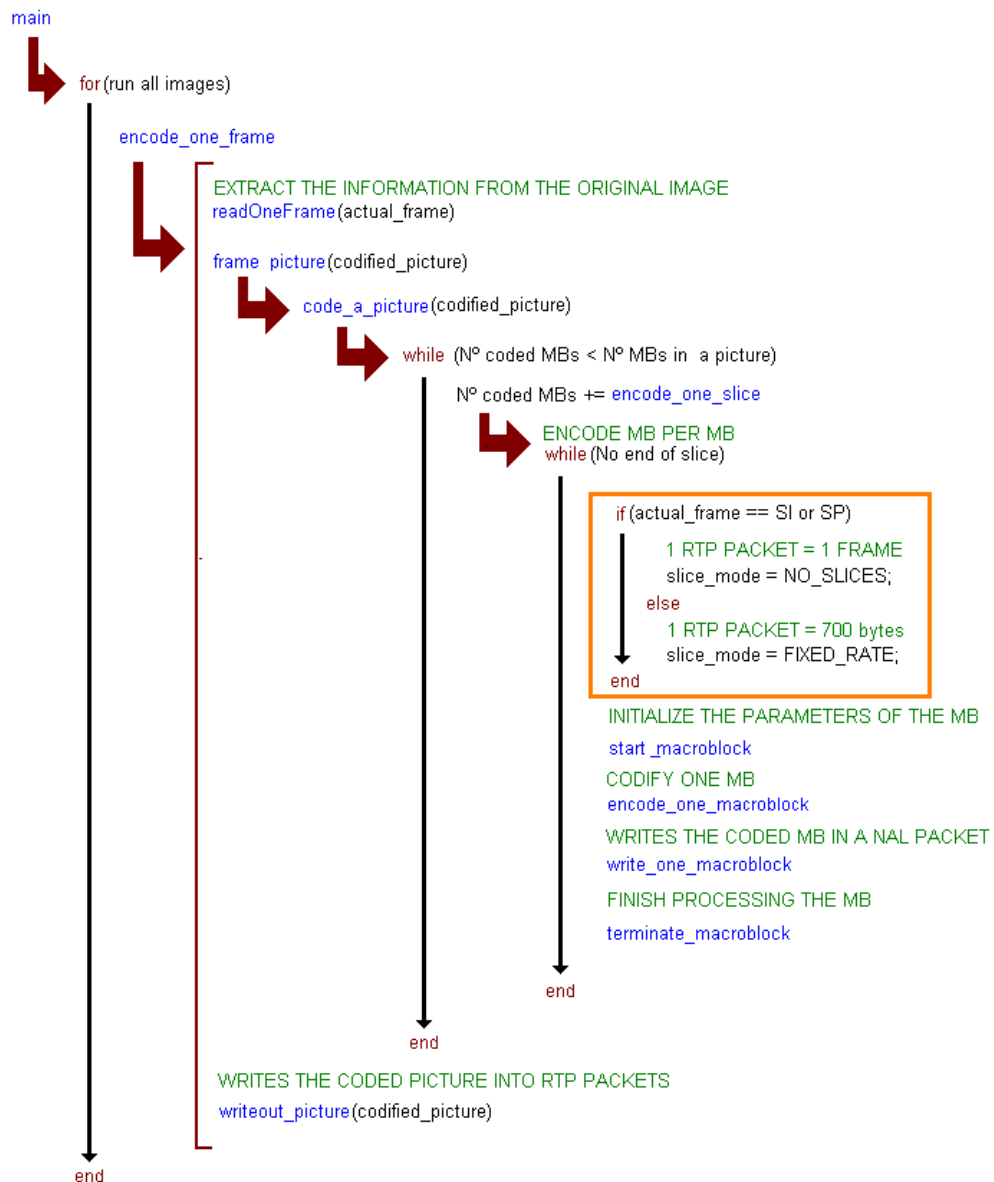 main
for (run all images)
encode_one_frame
EXTRACT THE INFORMATION FROM THE ORIGINAL IMAGE
readOneFrame(actual_frame)
frame picture(codified_picture)
code_a_picture(codified_picture)
while (Nº coded MBs < Nº MBs in a picture)
Nº coded MBs += encode_one_slice
ENCODE MB PER MB
while (No end of slice)
if (actual_frame == SI or SP)
1 RTP PACKET = 1 FRAME
slice_mode = NO_SLICES;
else
1 RTP PACKET = 700 bytes
slice_mode = FIXED_RATE;
end
INITIALIZE THE PARAMETERS OF THE MB
start _macroblock
CODIFY ONE MB
encode_one_macroblock
WRITES THE CODED MB IN A NAL PACKET
write_one_macroblock
FINISH PROCESSING THE MB
terminate_macroblock
end
end
WRITES THE CODED PICTURE INTO RTP PACKETS
writeout_picture(codified_picture)
end